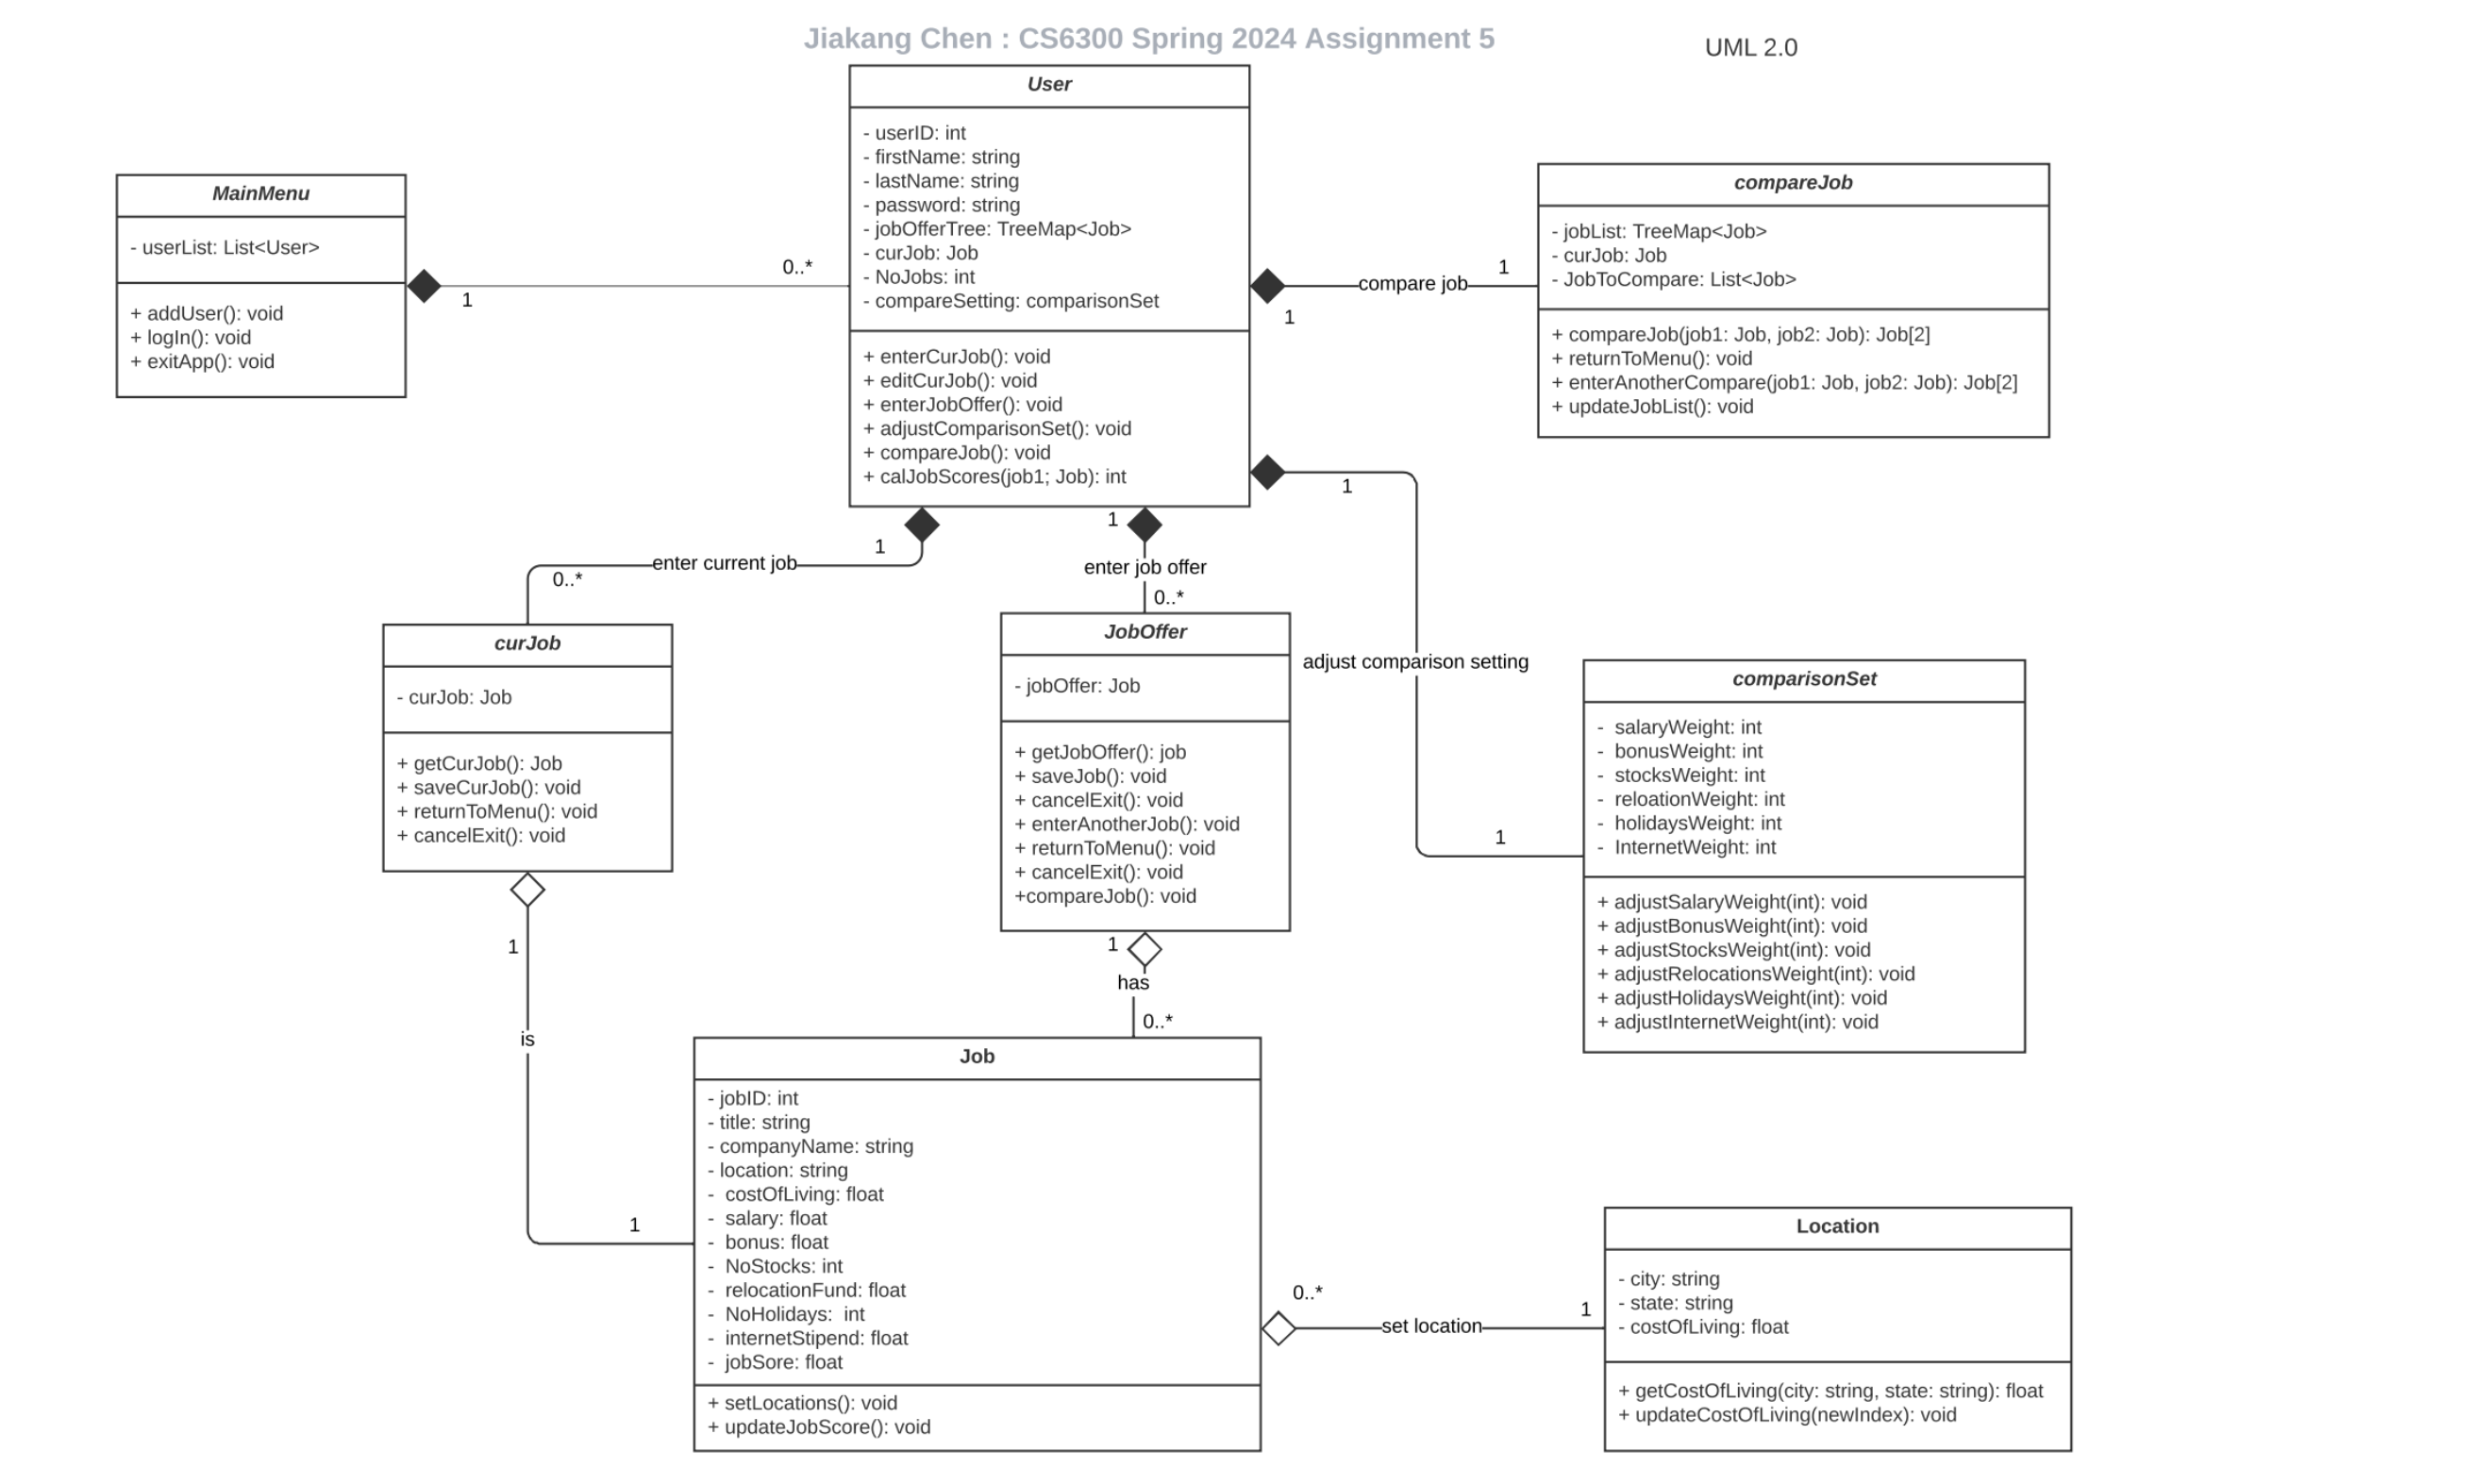 Jiakang Chen : CS6300 Spring 2024 Assignment 5
UML 2.0
User
- userID: int
- firstName: string
- lastName: string
- password: string
- jobOfferTree: TreeMap<Job>
- curJob: Job
- NoJobs: int
- compareSetting: comparisonSet
+ enterCurJob(): void
+ editCurJob(): void
+ enterJobOffer(): void
+ adjustComparisonSet(): void
+ compareJob(): void
+ calJobScores(job1; Job): int
MainMenu
- userList: List<User>
+ addUser(): void
+ logIn(): void
+ exitApp(): void
1
0..*
compareJob
- jobList: TreeMap<Job>
- curJob: Job
- JobToCompare: List<Job>
+ compareJob(job1: Job, job2: Job): Job[2]
+ returnToMenu(): void
+ enterAnotherCompare(job1: Job, job2: Job): Job[2]
+ updateJobList(): void
1
compare job
1
1
enter current job
0..*
1
enter job offer
0..*
1
adjust comparison setting
1
curJob
- curJob: Job
+ getCurJob(): Job
+ saveCurJob(): void
+ returnToMenu(): void
+ cancelExit(): void
JobOffer
- jobOffer: Job
+ getJobOffer(): job
+ saveJob(): void
+ cancelExit(): void
+ enterAnotherJob(): void
+ returnToMenu(): void
+ cancelExit(): void
+compareJob(): void
comparisonSet
- salaryWeight: int
- bonusWeight: int
- stocksWeight: int
- reloationWeight: int
- holidaysWeight: int
- InternetWeight: int
+ adjustSalaryWeight(int): void
+ adjustBonusWeight(int): void
+ adjustStocksWeight(int): void
+ adjustRelocationsWeight(int): void
+ adjustHolidaysWeight(int): void
+ adjustInternetWeight(int): void
1
is
1
1
has
0..*
Job
- jobID: int
- title: string
- companyName: string
- location: string
- costOfLiving: float
- salary: float
- bonus: float
- NoStocks: int
- relocationFund: float
- NoHolidays: int
- internetStipend: float
- jobSore: float
+ setLocations(): void
+ updateJobScore(): void
0..*
set location
1
Location
- city: string
- state: string
- costOfLiving: float
+ getCostOfLiving(city: string, state: string): float
+ updateCostOfLiving(newIndex): void